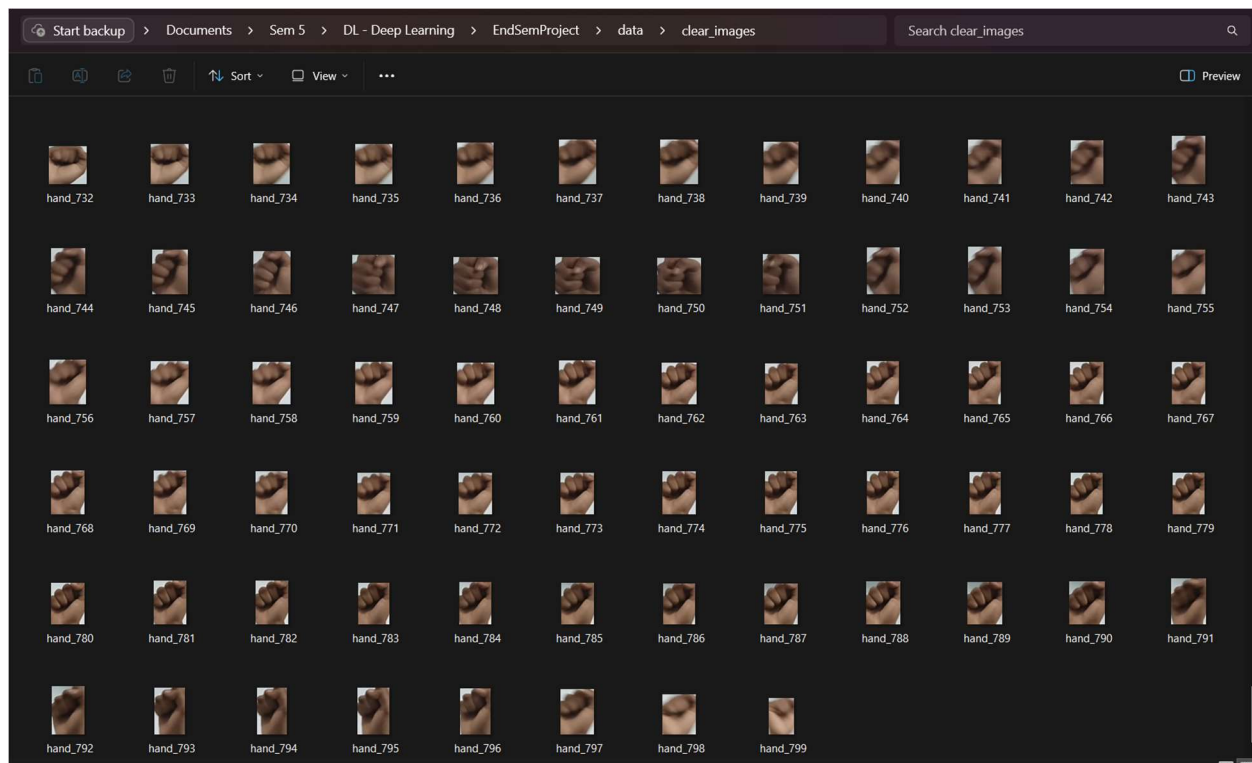 Start backup > Documents > Sem 5 > DL - Deep Learning > EndSemProject > data > clear_images Search clear_images
Sort View ••• Preview
hand_732 hand_733 hand_734 hand_735 hand_736 hand_737 hand_738 hand_739 hand_740 hand_741 hand_742 hand_743
hand_744 hand_745 hand_746 hand_747 hand_748 hand_749 hand_750 hand_751 hand_752 hand_753 hand_754 hand_755
hand_756 hand_757 hand_758 hand_759 hand_760 hand_761 hand_762 hand_763 hand_764 hand_765 hand_766 hand_767
hand_768 hand_769 hand_770 hand_771 hand_772 hand_773 hand_774 hand_775 hand_776 hand_777 hand_778 hand_779
hand_780 hand_781 hand_782 hand_783 hand_784 hand_785 hand_786 hand_787 hand_788 hand_789 hand_790 hand_791
hand_792 hand_793 hand_794 hand_795 hand_796 hand_797 hand_798 hand_799